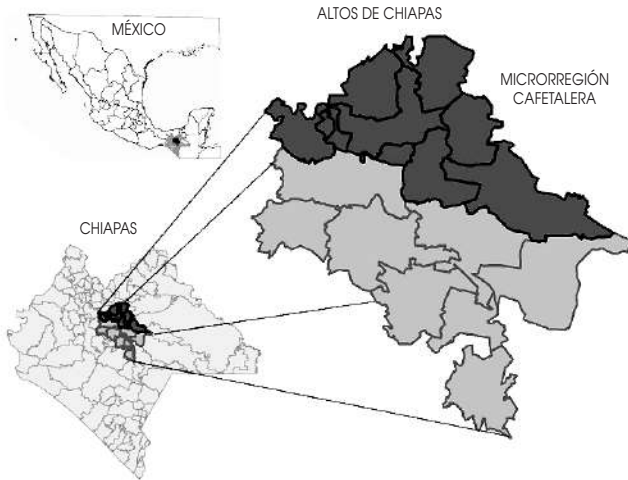 MÉXICO
ALTOS DE CHIAPAS
MICRORREGIÓN
CAFETALERA
CHIAPAS